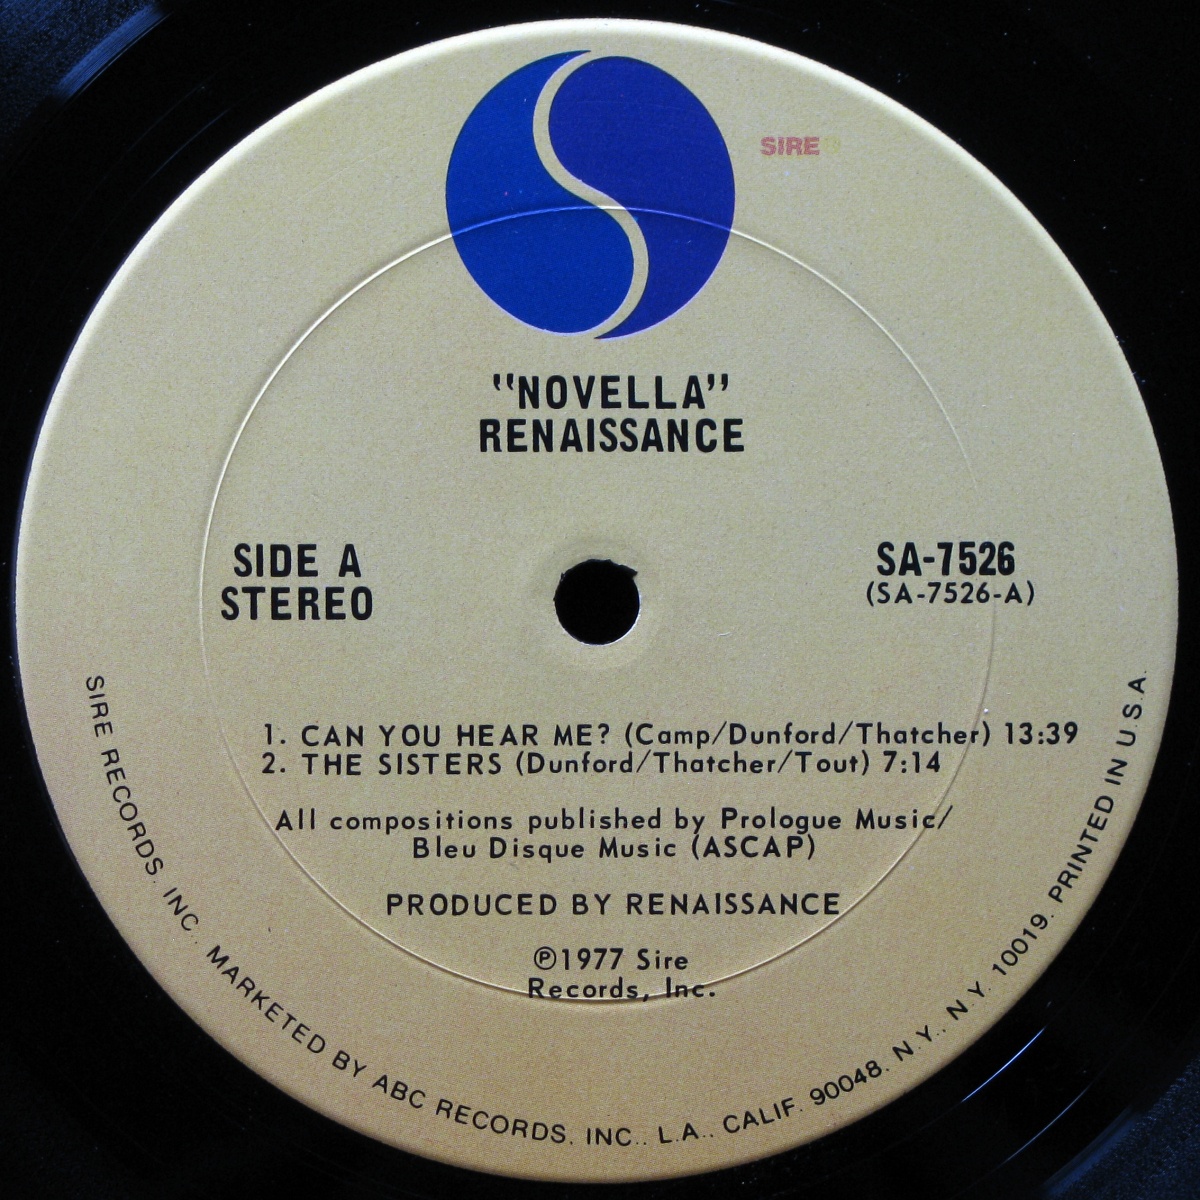 SIRE
"NOVELLA"
RENAISSANCE
SIDE A
STEREO
SA-7526
(SA-7526-A)
1. CAN YOU HEAR ME? (Camp/Dunford/Thatcher) 13:39
2. THE SISTERS (Dunford/Thatcher/Tout) 7:14
All compositions published by Prologue Music/
Bleu Disque Music (ASCAP)
PRODUCED BY RENAISSANCE
℗1977 Sire
Records, Inc.
SIRE RECORDS, INC. MARKETED BY ABC RECORDS, INC., L.A., CALIF. 90048. N.Y., N.Y. 10019. PRINTED IN U.S.A.